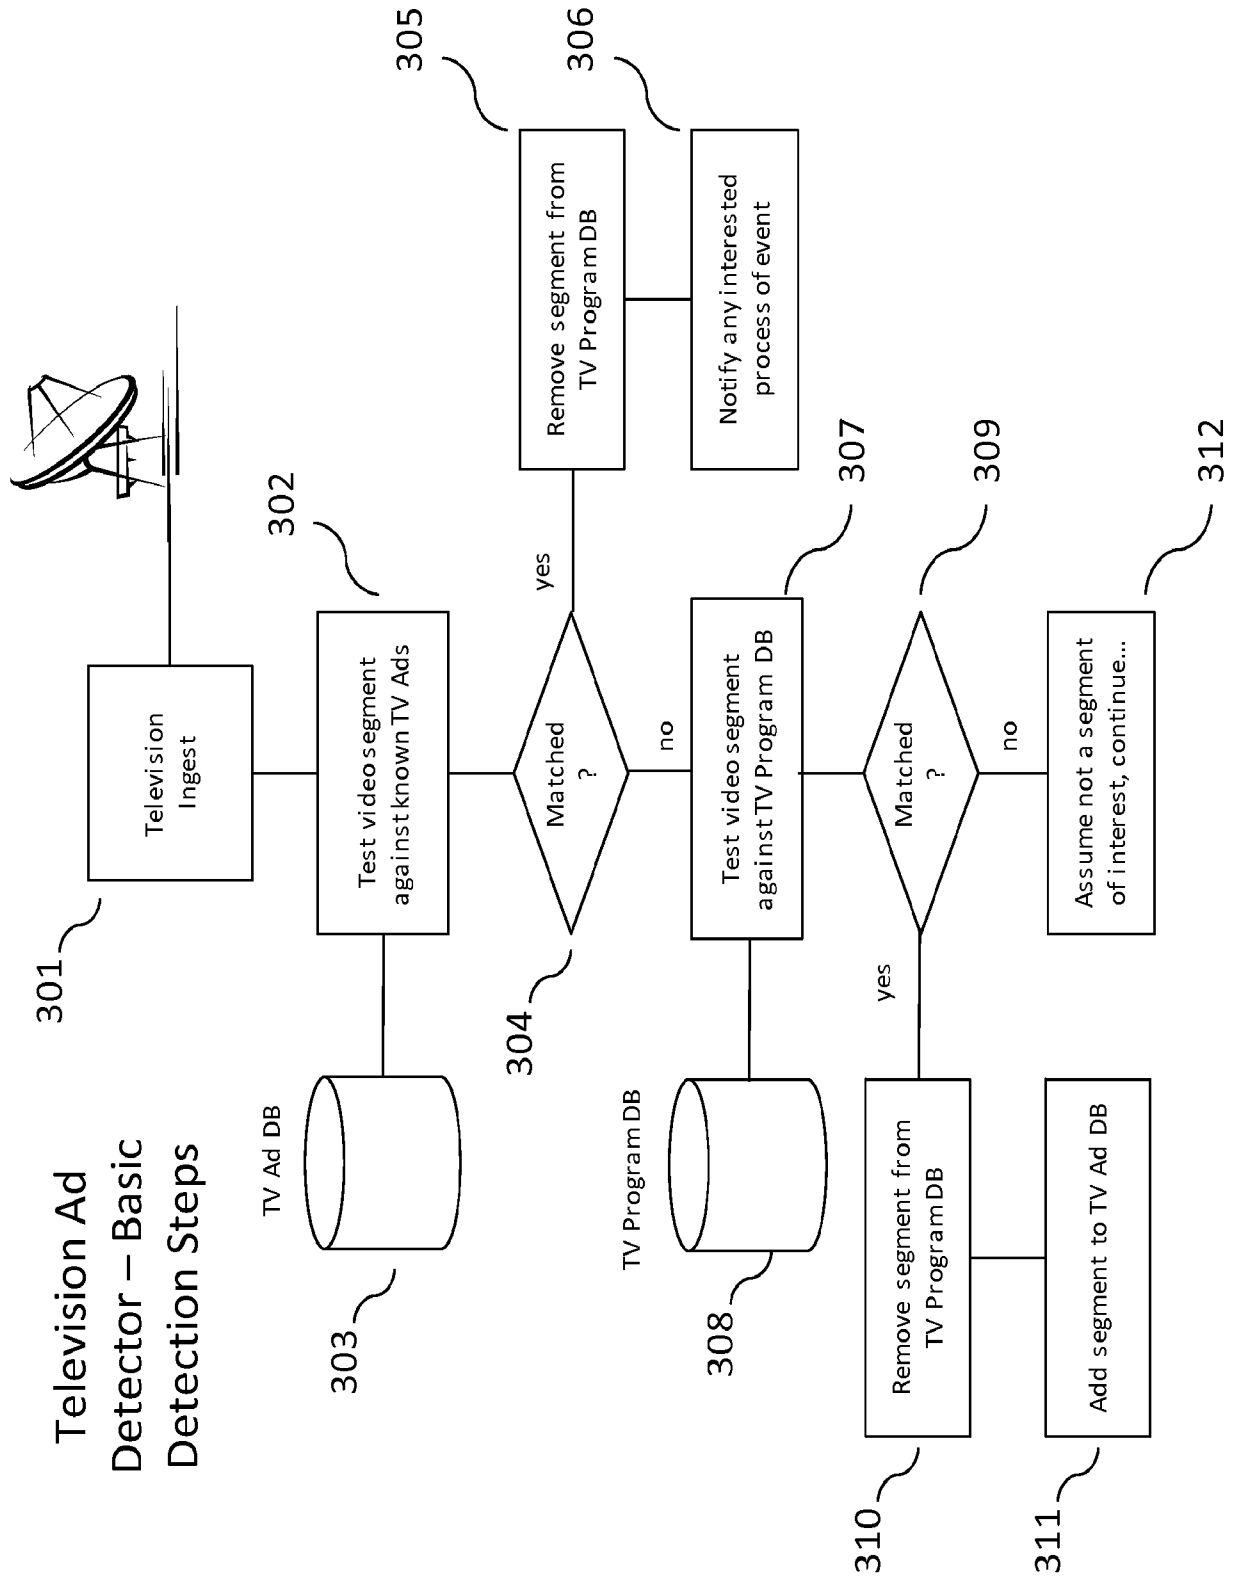 Television Ad
Detector – Basic
Detection Steps
301
Television
Ingest
302
Test video segment
against known TV Ads
TV Ad DB
303
304
Matched
?
yes
305
Remove segment from
TV Program DB
306
Notify any interested
process of event
no
307
Test video segment
against TV Program DB
TV Program DB
308
309
Matched
?
yes
310
Remove segment from
TV Program DB
311
Add segment to TV Ad DB
no
312
Assume not a segment
of interest, continue...